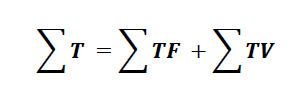 ∑ T = ∑ TF + ∑ TV